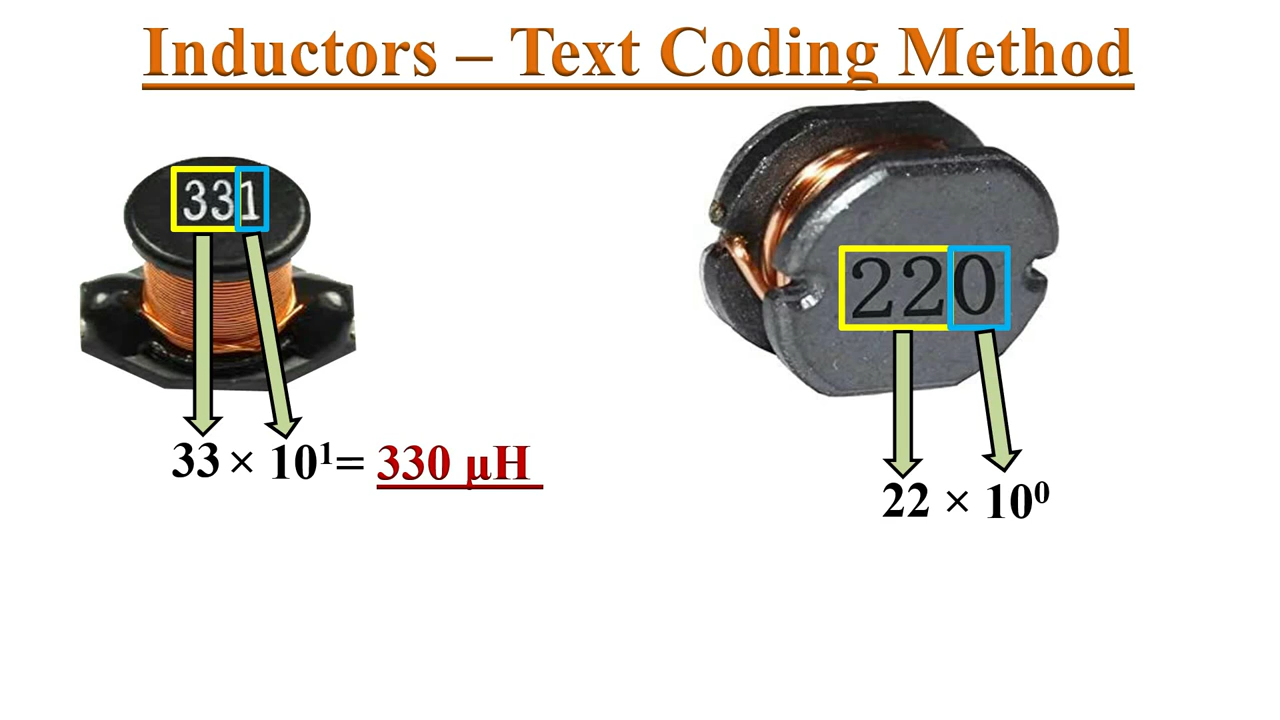 Inductors – Text Coding Method
331
220
33 × 10¹= 330 µH
22 × 10⁰